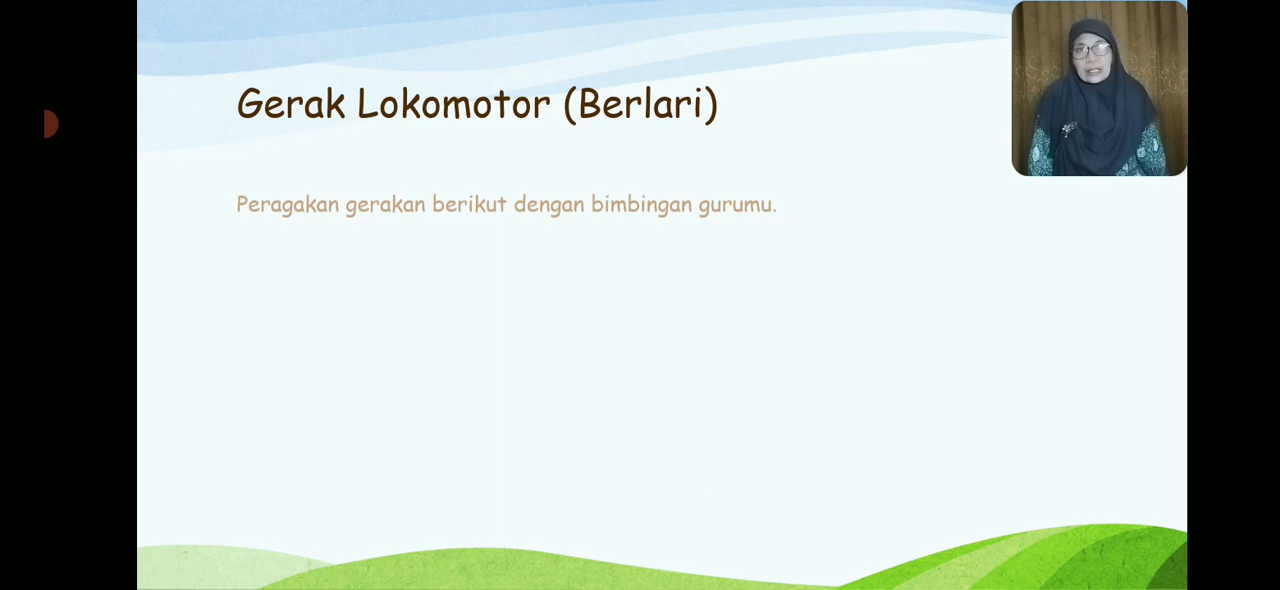 Gerak Lokomotor (Berlari)
Peragakan gerakan berikut dengan bimbingan gurumu.